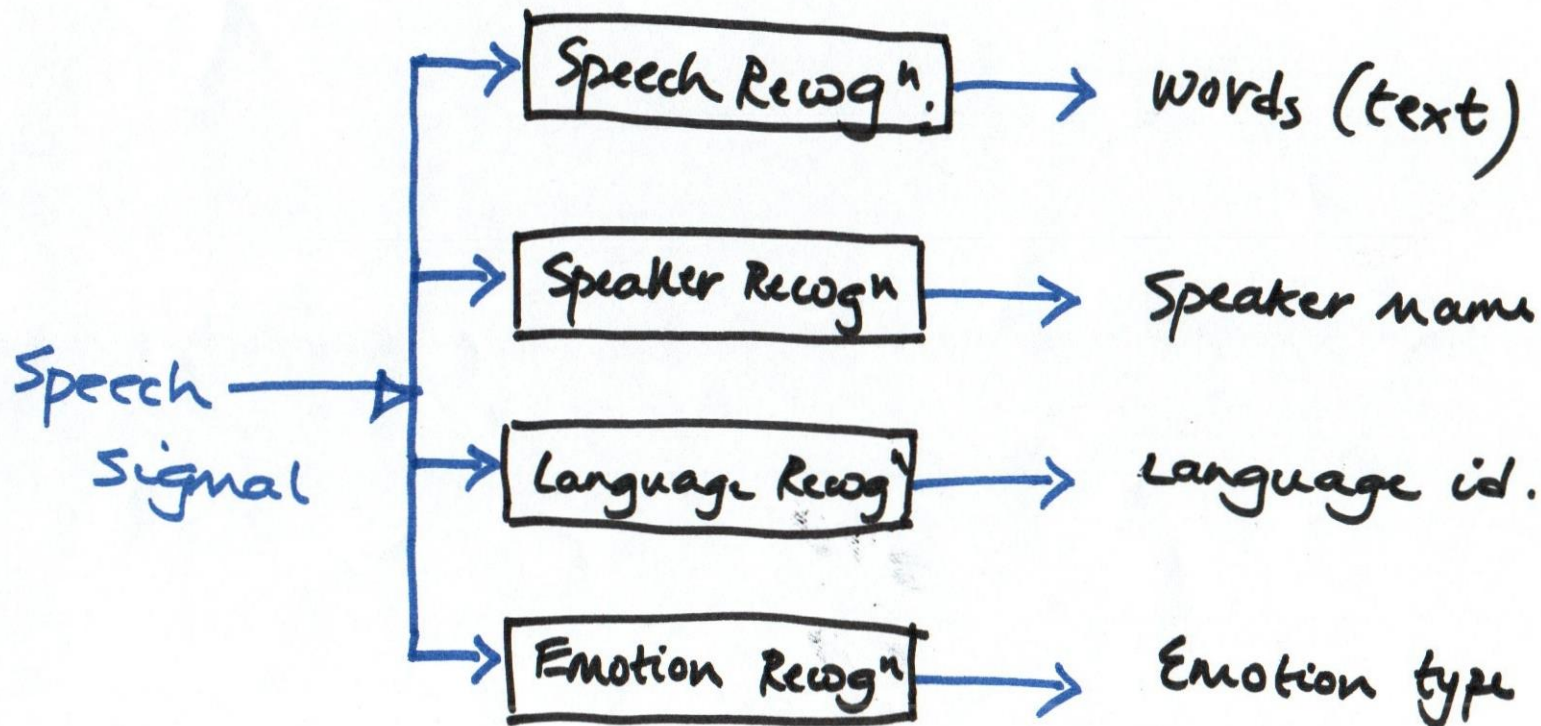 Speech Recogⁿ.
words (text)
Speaker Recogⁿ
Speaker name
Speech
signal
Language Recogⁿ
Language id.
Emotion Recogⁿ
Emotion type